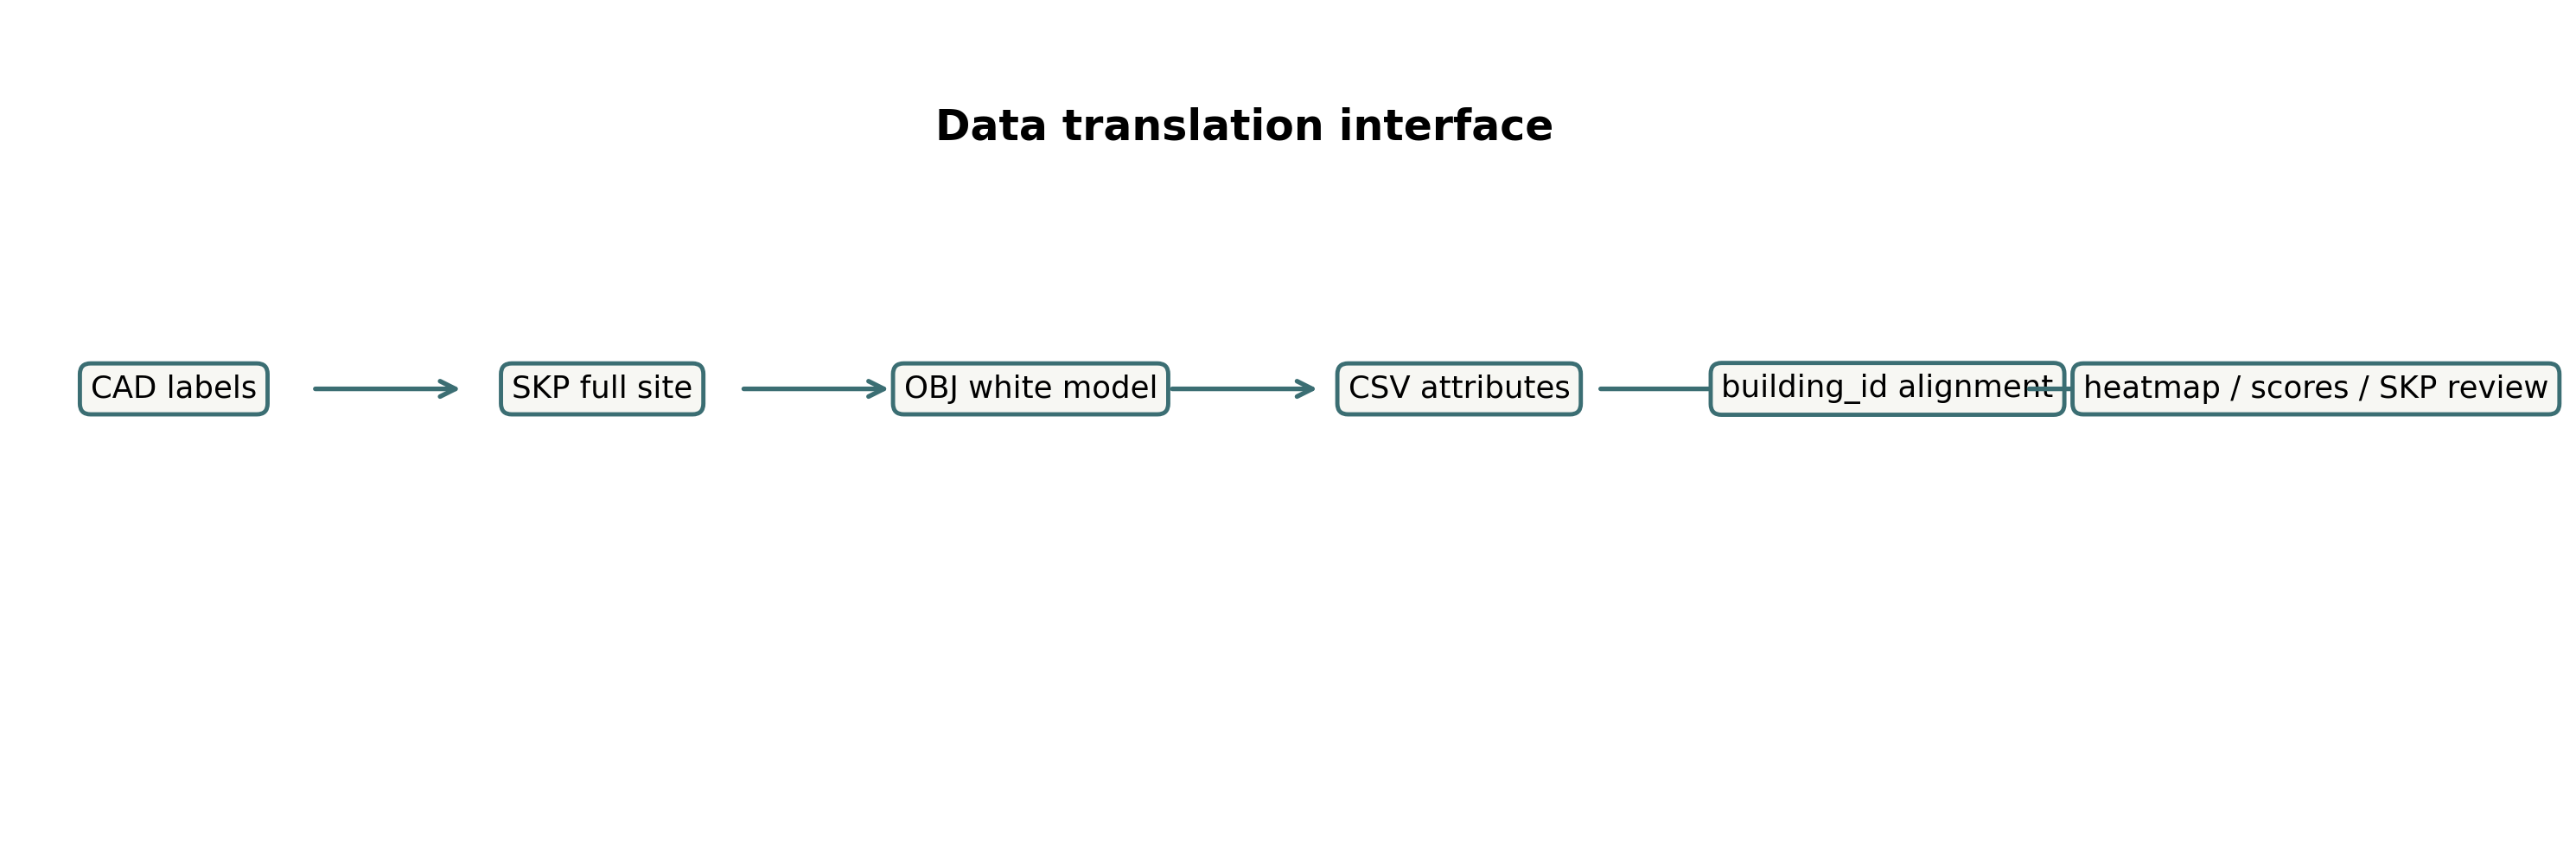 Data translation interface
CAD labels
SKP full site
OBJ white model
CSV attributes
building_id alignment
heatmap / scores / SKP review